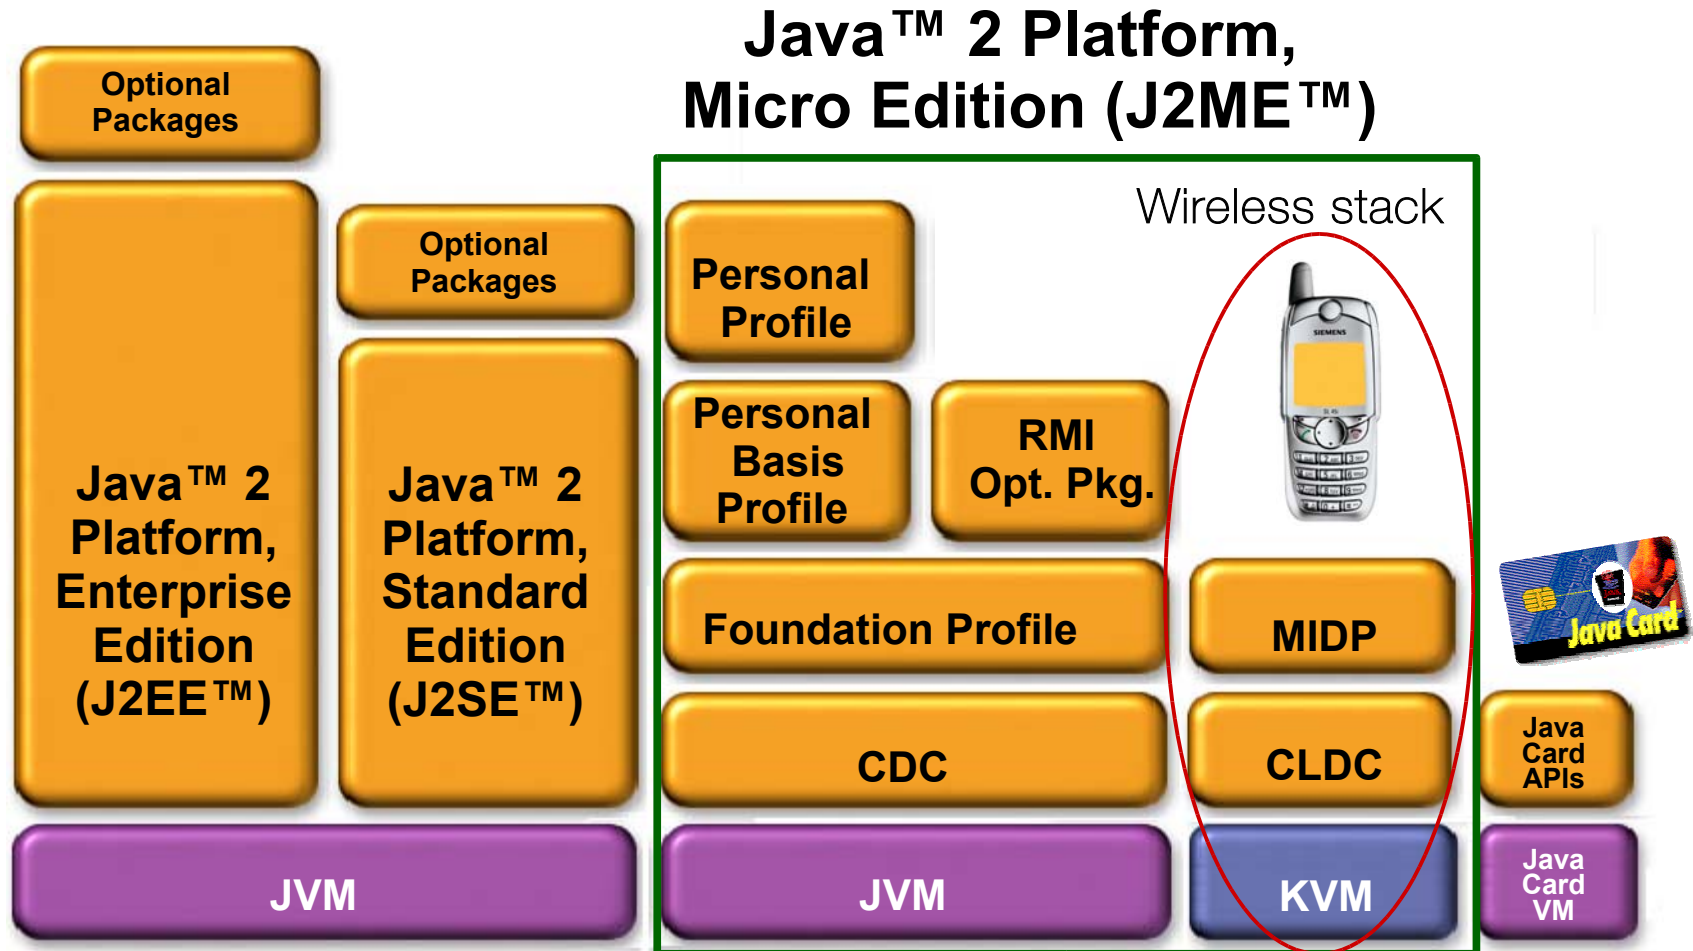 Java™ 2 Platform,
Micro Edition (J2ME™)
Optional
Packages
Java™ 2
Platform,
Enterprise
Edition
(J2EE™)
Optional
Packages
Java™ 2
Platform,
Standard
Edition
(J2SE™)
JVM
Personal
Profile
Personal
Basis
Profile
RMI
Opt. Pkg.
Foundation Profile
CDC
JVM
Wireless stack
SIEMENS
MIDP
CLDC
KVM
Java Card
Java
Card
APIs
Java
Card
VM